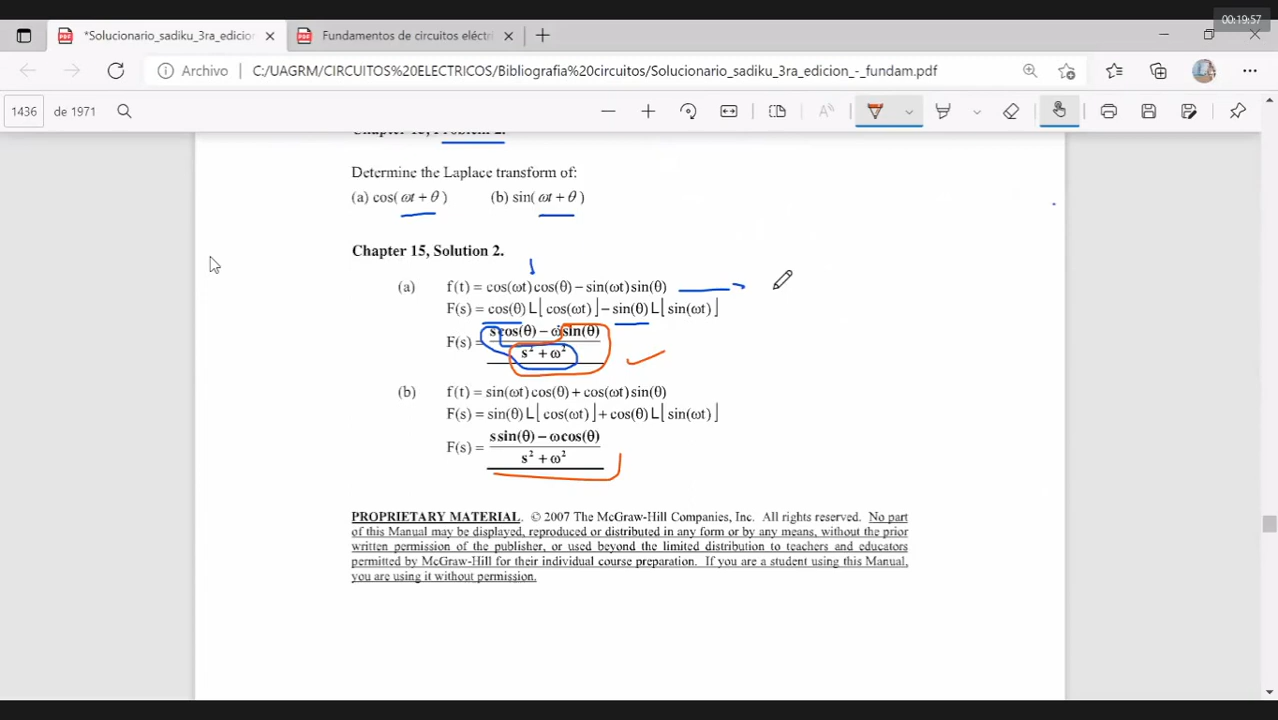 00:19:57
*Solucionario_sadiku_3ra_edicion
Fundamentos de circuitos eléctri
Archivo
C:/UAGRM/CIRCUITOS%20ELECTRICOS/Bibliografia%20circuitos/Solucionario_sadiku_3ra_edicion_-_fundam.pdf
1436 de 1971
Chapter 15, Problem 2.
Determine the Laplace transform of:
(a) cos( ωt + θ ) (b) sin( ωt + θ )
Chapter 15, Solution 2.
(a) f(t) = cos(ωt)cos(θ) − sin(ωt)sin(θ)
F(s) = cos(θ) L[ cos(ωt) ] − sin(θ) L[ sin(ωt) ]
s cos(θ) − ω sin(θ)
F(s) =
s² + ω²
(b) f(t) = sin(ωt)cos(θ) + cos(ωt)sin(θ)
F(s) = sin(θ) L[ cos(ωt) ] + cos(θ) L[ sin(ωt) ]
s sin(θ) − ω cos(θ)
F(s) =
s² + ω²
PROPRIETARY MATERIAL. © 2007 The McGraw-Hill Companies, Inc. All rights reserved. No part
of this Manual may be displayed, reproduced or distributed in any form or by any means, without the prior
written permission of the publisher, or used beyond the limited distribution to teachers and educators
permitted by McGraw-Hill for their individual course preparation. If you are a student using this Manual,
you are using it without permission.